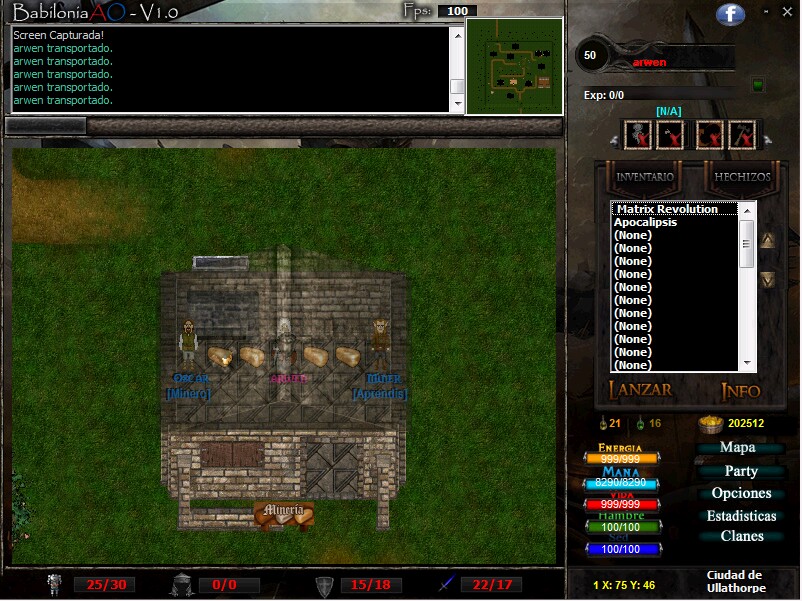 BabiloniaAO - V1.0
Fps: 100
Screen Capturada!
arwen transportado.
arwen transportado.
arwen transportado.
arwen transportado.
arwen transportado.
50
arwen
Exp: 0/0
[N/A]
INVENTARIO
HECHIZOS
Matrix Revolution
Apocalipsis
(None)
(None)
(None)
(None)
(None)
(None)
(None)
(None)
(None)
(None)
(None)
LANZAR
INFO
Oscar
[Minero]
arwen
[Aprendiz]
Mineria
21
16
202512
ENERGIA
999/999
MANA
8290/8290
Vida
999/999
Hambre
100/100
Sed
100/100
Mapa
Party
Opciones
Estadisticas
Clanes
25/30
0/0
15/18
22/17
1 X: 75 Y: 46
Ciudad de
Ullathorpe